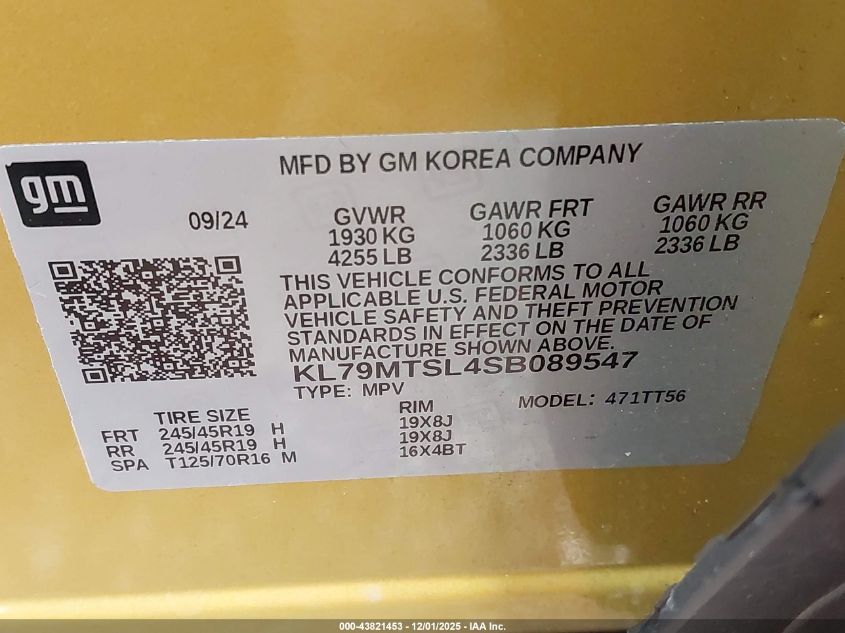 gm
MFD BY GM KOREA COMPANY
09/24
GVWR
1930 KG
4255 LB
GAWR FRT
1060 KG
2336 LB
GAWR RR
1060 KG
2336 LB
THIS VEHICLE CONFORMS TO ALL
APPLICABLE U.S. FEDERAL MOTOR
VEHICLE SAFETY AND THEFT PREVENTION
STANDARDS IN EFFECT ON THE DATE OF
MANUFACTURE SHOWN ABOVE.
KL79MTSL4SB089547
TYPE: MPV
MODEL: 471TT56
TIRE SIZE
RIM
FRT 245/45R19 H 19X8J
RR 245/45R19 H 19X8J
SPA T125/70R16 M 16X4BT
000-43821453 - 12/01/2025 - IAA Inc.